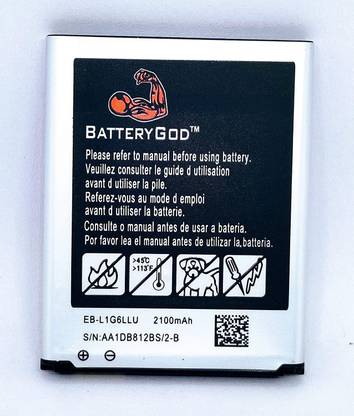 BATTERYGOD™
Please refer to manual before using battery.
Veuillez consulter le guide d utilisation
avant d utiliser la pile.
Referez-vous au mode d emploi
avant d utiliser la batterie.
Consulte o manual antes de usar a bateria.
Por favor lea el manual antes de utilizar la,bateria.
>45℃
>113℉
EB-L1G6LLU 2100mAh
S/N:AA1DB812BS/2-B